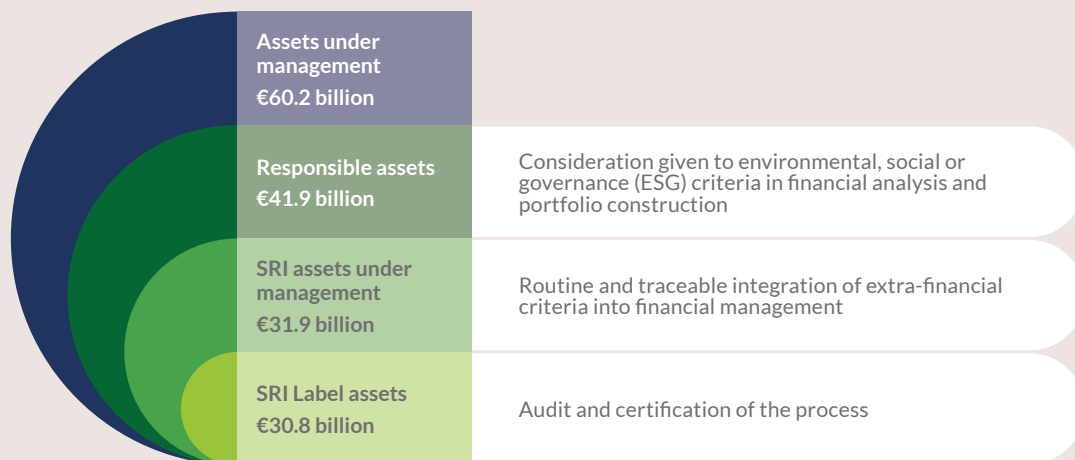 Assets under
management
€60.2 billion
Responsible assets
€41.9 billion
Consideration given to environmental, social or
governance (ESG) criteria in financial analysis and
portfolio construction
SRI assets under
management
€31.9 billion
Routine and traceable integration of extra-financial
criteria into financial management
SRI Label assets
€30.8 billion
Audit and certification of the process